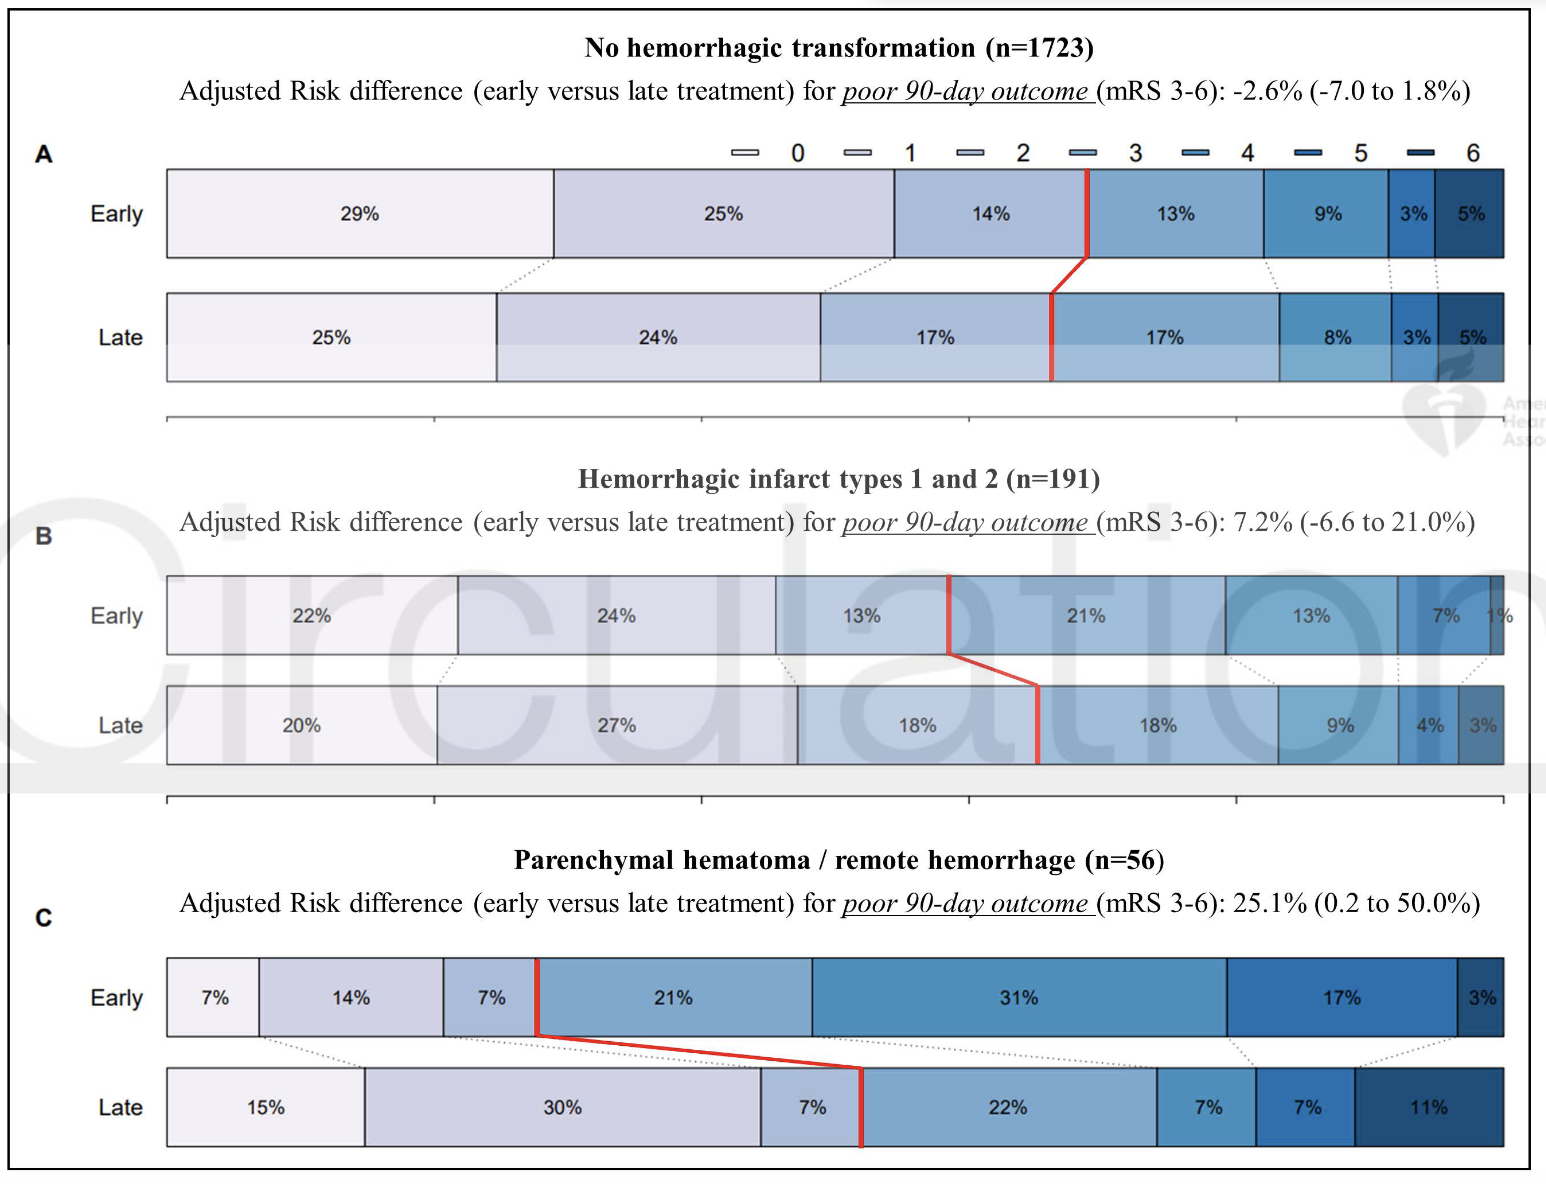 No hemorrhagic transformation (n=1723)
Adjusted Risk difference (early versus late treatment) for poor 90-day outcome (mRS 3-6): -2.6% (-7.0 to 1.8%)
A
0 1 2 3 4 5 6
Early 29% 25% 14% 13% 9% 3% 5%
Late 25% 24% 17% 17% 8% 3% 5%
Hemorrhagic infarct types 1 and 2 (n=191)
Adjusted Risk difference (early versus late treatment) for poor 90-day outcome (mRS 3-6): 7.2% (-6.6 to 21.0%)
B
Early 22% 24% 13% 21% 13% 7% 1%
Late 20% 27% 18% 18% 9% 4% 3%
Circulation
Parenchymal hematoma / remote hemorrhage (n=56)
Adjusted Risk difference (early versus late treatment) for poor 90-day outcome (mRS 3-6): 25.1% (0.2 to 50.0%)
C
Early 7% 14% 7% 21% 31% 17% 3%
Late 15% 30% 7% 22% 7% 7% 11%